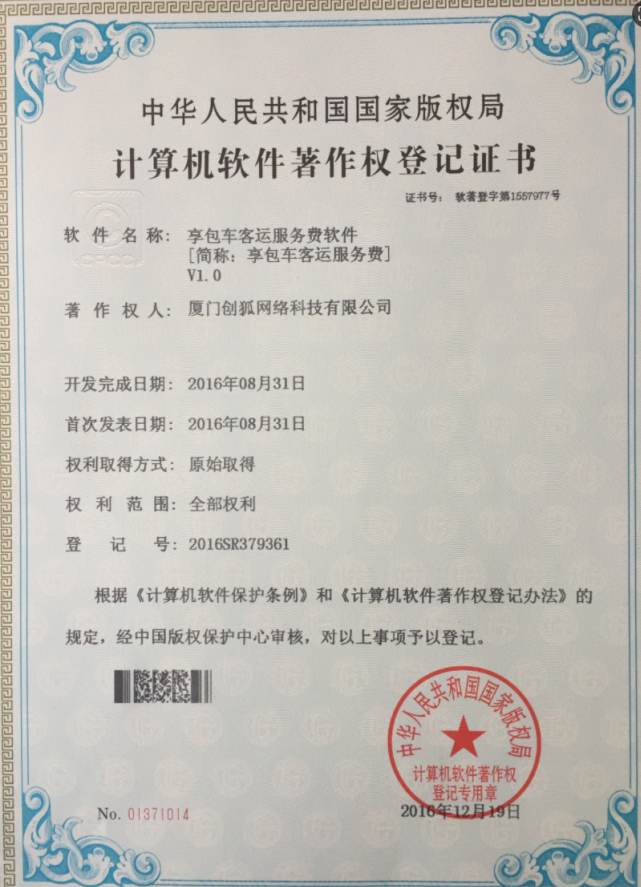 中华人民共和国国家版权局
计算机软件著作权登记证书
证书号： 软著登字第1557977号
软件名称： 享包车客运服务费软件
[简称：享包车客运服务费]
V1.0
著作权人： 厦门创狐网络科技有限公司
开发完成日期： 2016年08月31日
首次发表日期： 2016年08月31日
权利取得方式： 原始取得
权利范围： 全部权利
登记号： 2016SR379361
根据《计算机软件保护条例》和《计算机软件著作权登记办法》的
规定，经中国版权保护中心审核，对以上事项予以登记。
中华人民共和国国家版权局
计算机软件著作权
登记专用章
No. 01371014
2016年12月19日